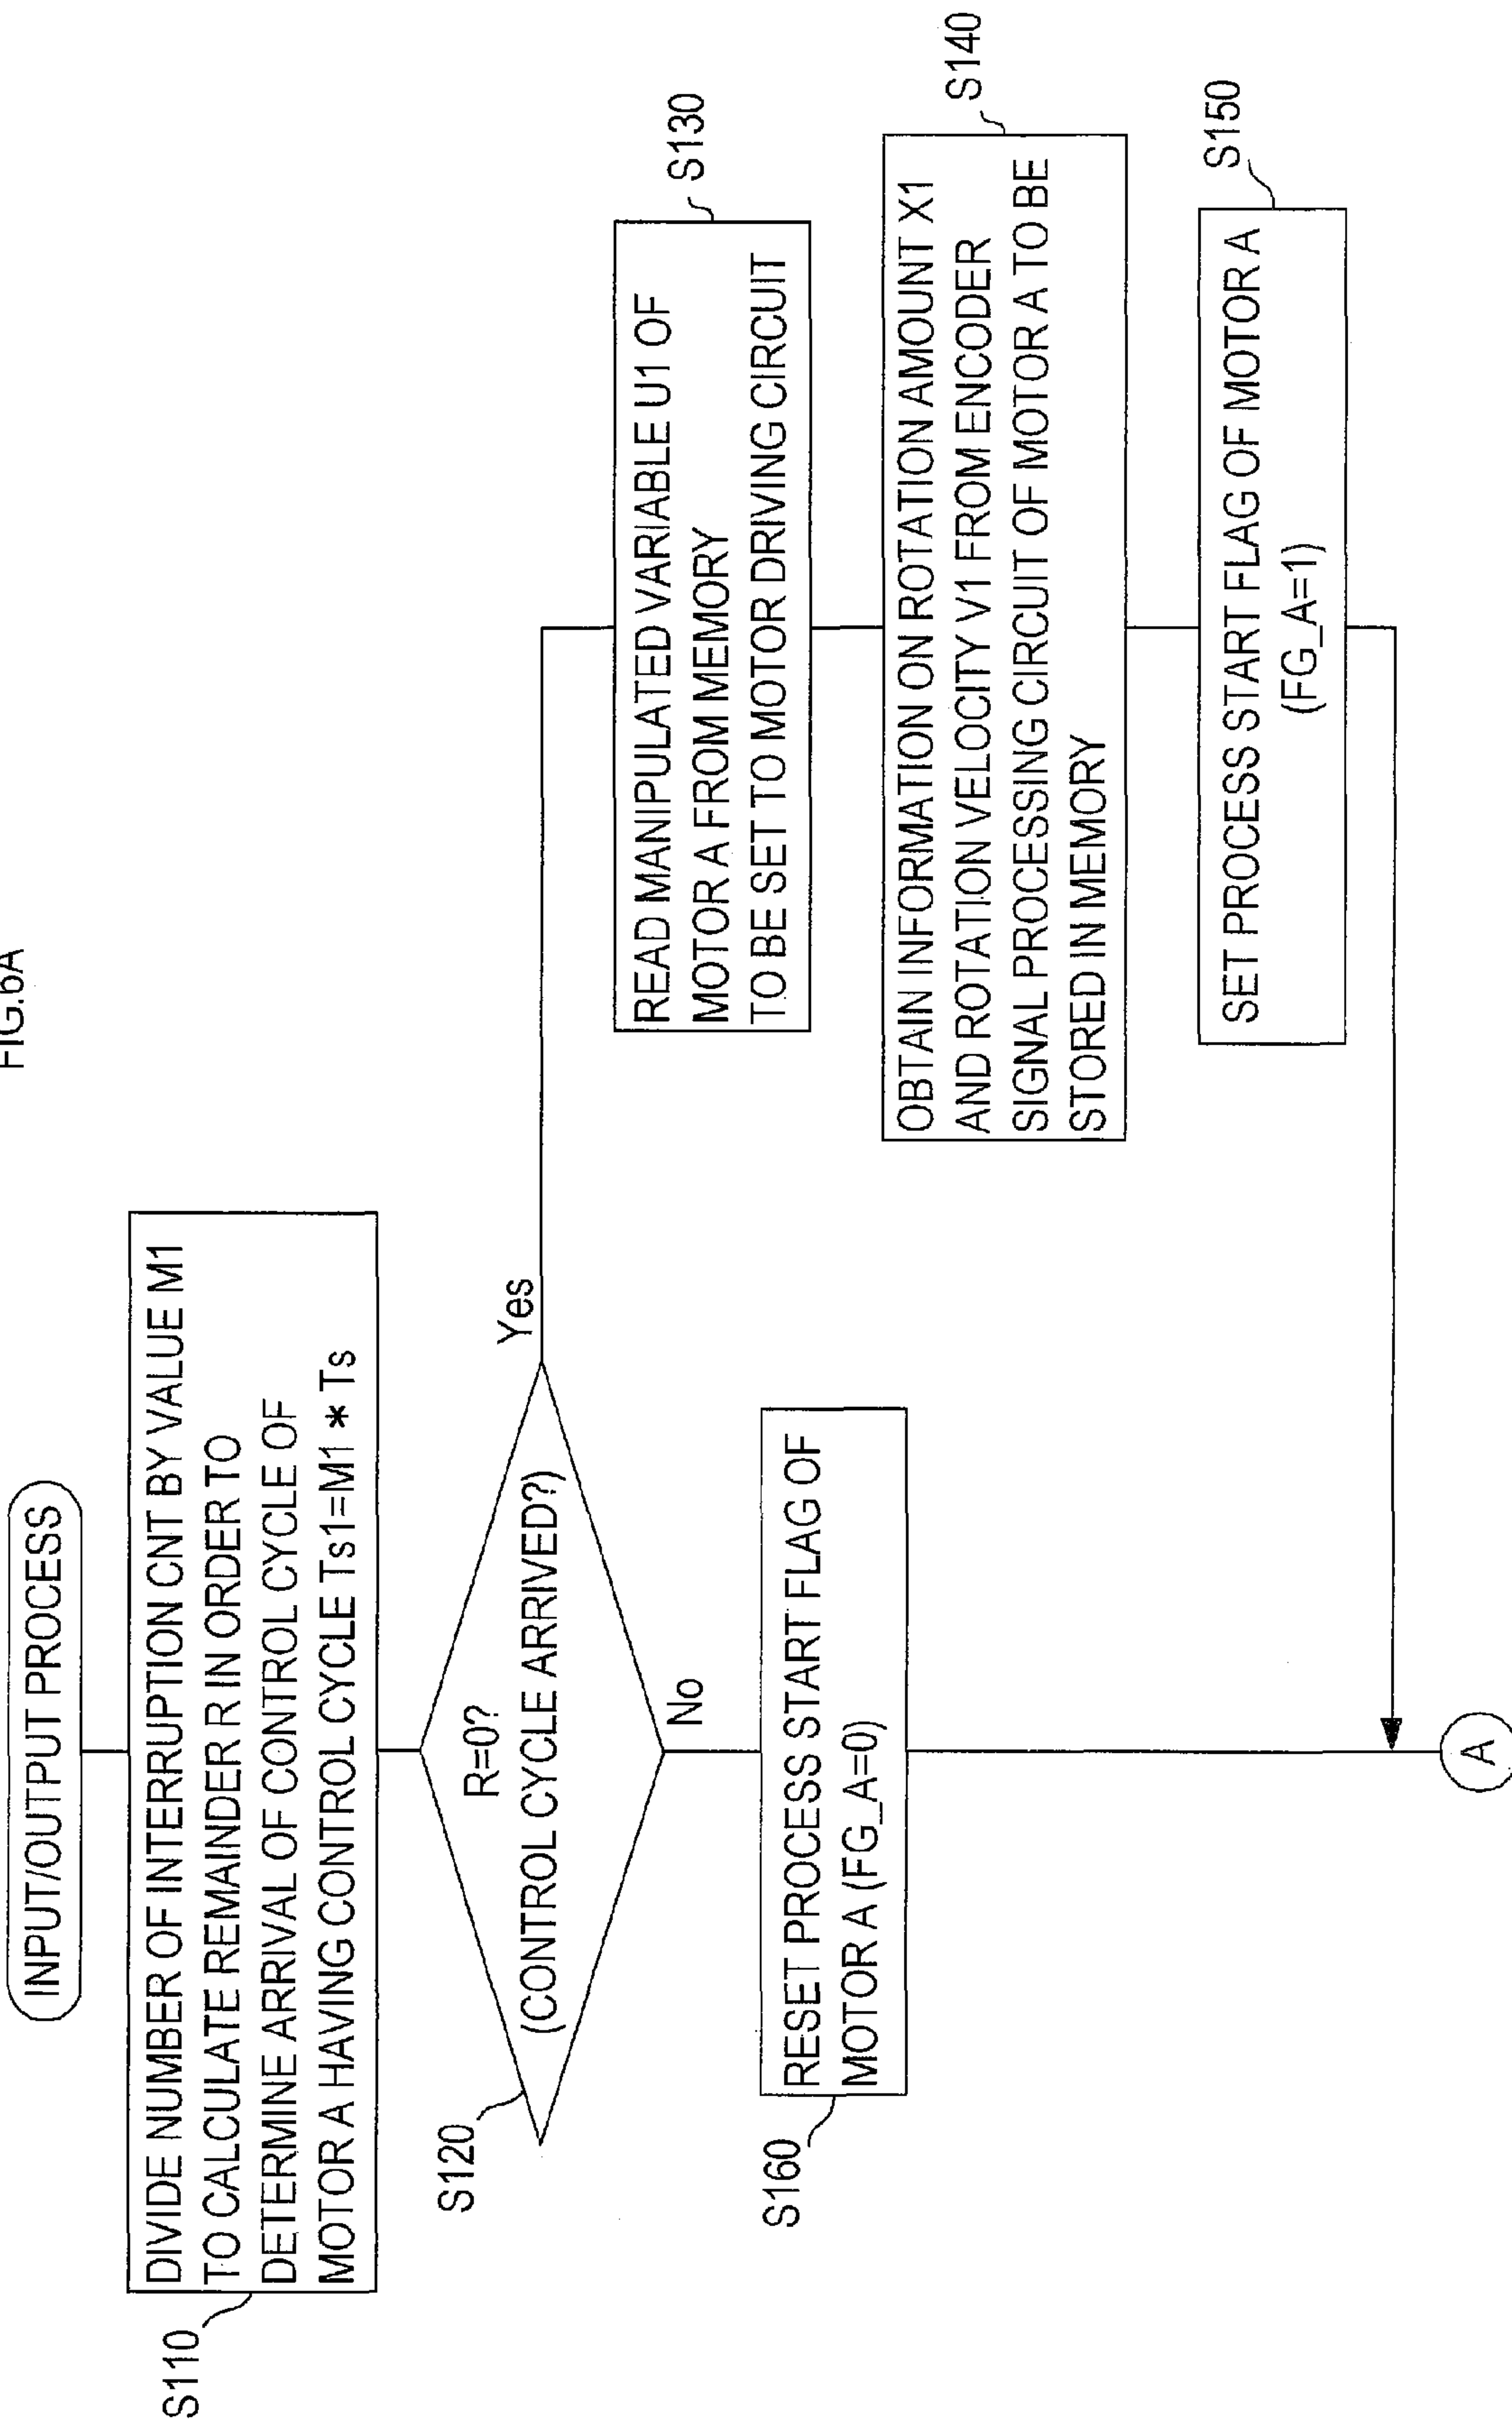 FIG.6A
INPUT/OUTPUT PROCESS
S110
DIVIDE NUMBER OF INTERRUPTION CNT BY VALUE M1
TO CALCULATE REMAINDER R IN ORDER TO
DETERMINE ARRIVAL OF CONTROL CYCLE OF
MOTOR A HAVING CONTROL CYCLE Ts1=M1 * Ts
S120
R=0?
(CONTROL CYCLE ARRIVED?)
Yes
No
S130
READ MANIPULATED VARIABLE U1 OF
MOTOR A FROM MEMORY
TO BE SET TO MOTOR DRIVING CIRCUIT
S140
OBTAIN INFORMATION ON ROTATION AMOUNT X1
AND ROTATION VELOCITY V1 FROM ENCODER
SIGNAL PROCESSING CIRCUIT OF MOTOR A TO BE
STORED IN MEMORY
S150
SET PROCESS START FLAG OF MOTOR A
(FG_A=1)
S160
RESET PROCESS START FLAG OF
MOTOR A (FG_A=0)
A